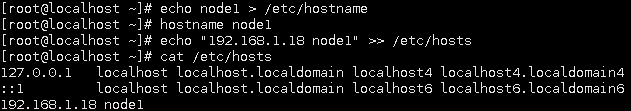 [root@localhost ~]# echo node1 > /etc/hostname
[root@localhost ~]# hostname node1
[root@localhost ~]# echo "192.168.1.18 node1" >> /etc/hosts
[root@localhost ~]# cat /etc/hosts
127.0.0.1   localhost localhost.localdomain localhost4 localhost4.localdomain4
::1         localhost localhost.localdomain localhost6 localhost6.localdomain6
192.168.1.18 node1